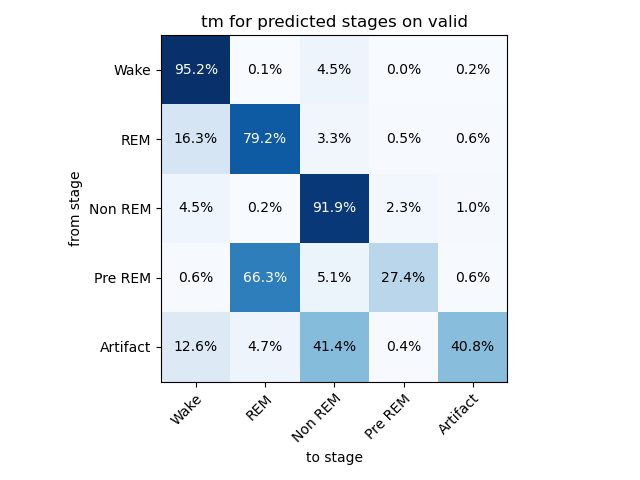 tm for predicted stages on valid
Wake 95.2% 0.1% 4.5% 0.0% 0.2%
REM 16.3% 79.2% 3.3% 0.5% 0.6%
Non REM 4.5% 0.2% 91.9% 2.3% 1.0%
Pre REM 0.6% 66.3% 5.1% 27.4% 0.6%
Artifact 12.6% 4.7% 41.4% 0.4% 40.8%
from stage
Wake REM Non REM Pre REM Artifact
to stage